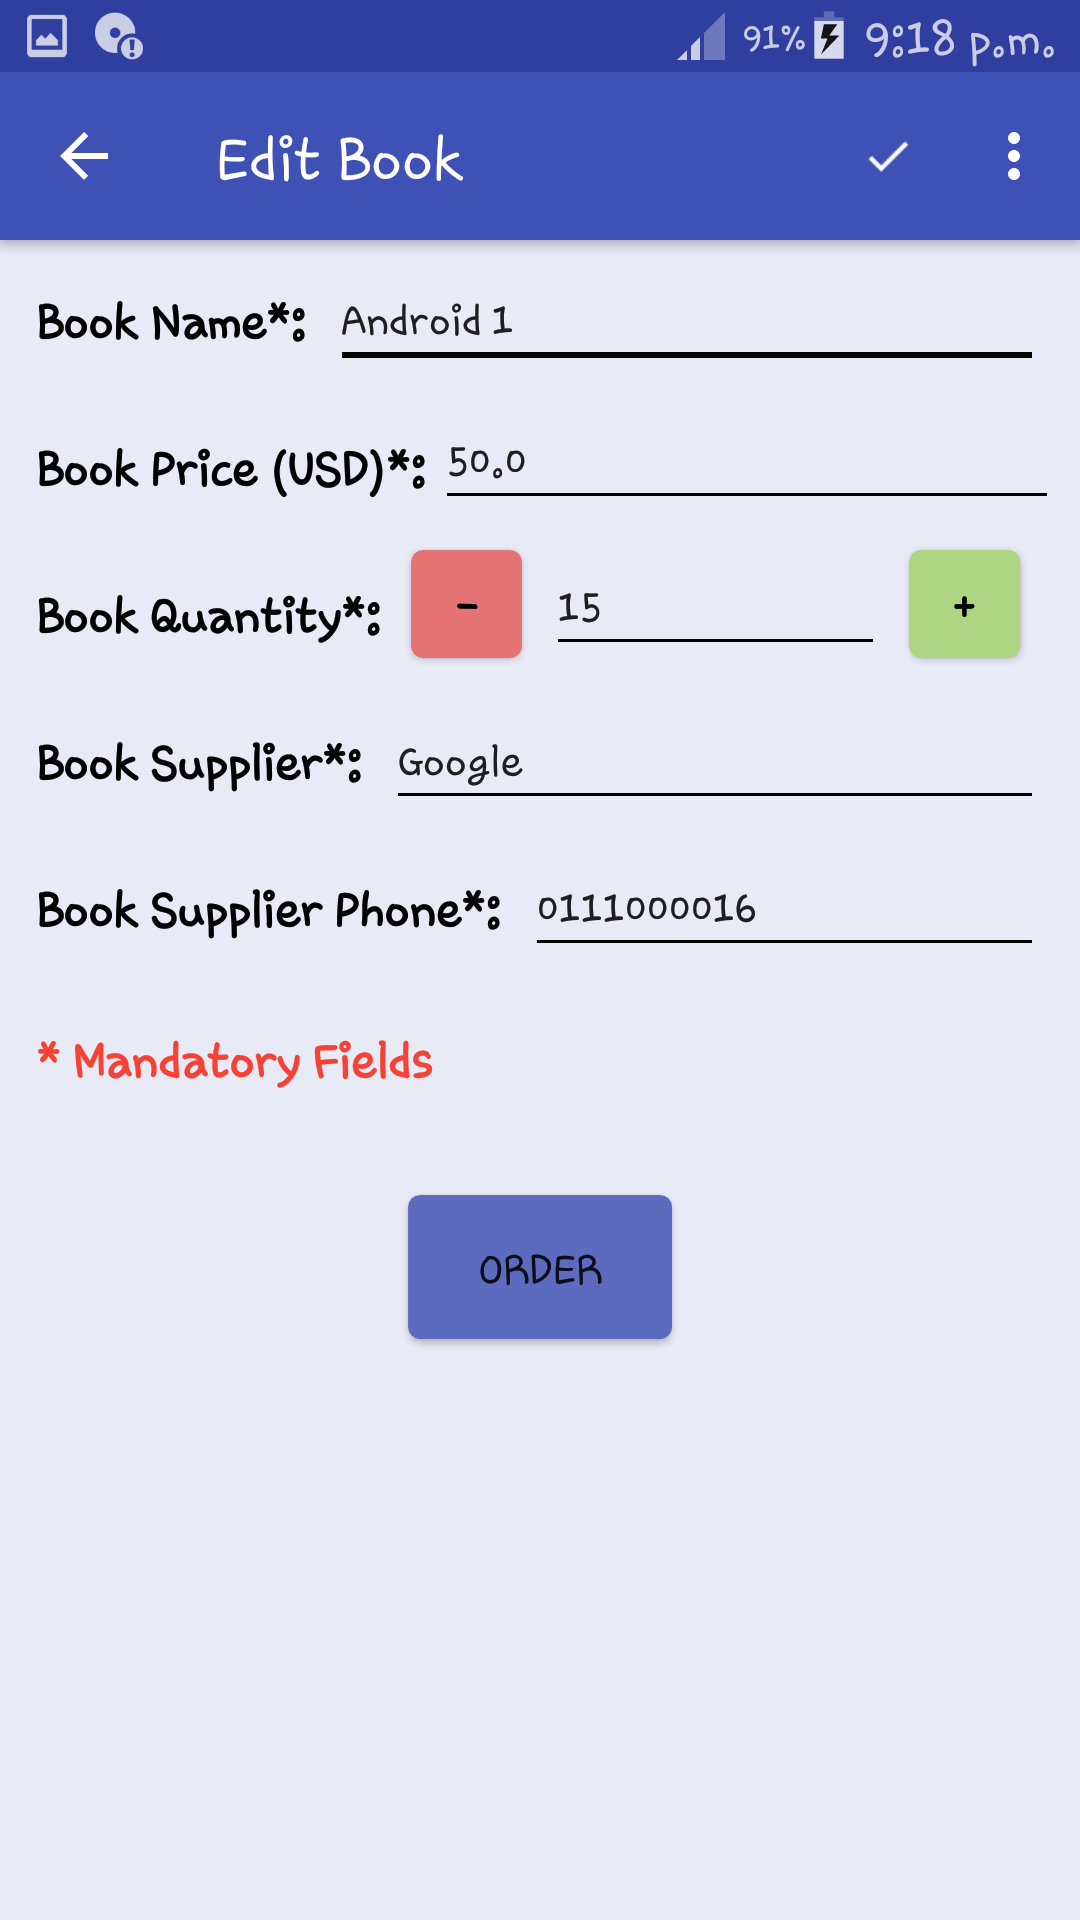 91% 9:18 p.m.
Edit Book
Book Name*: Android 1
Book Price (USD)*: 50.0
Book Quantity*: - 15 +
Book Supplier*: Google
Book Supplier Phone*: 0111000016
* Mandatory Fields
ORDER